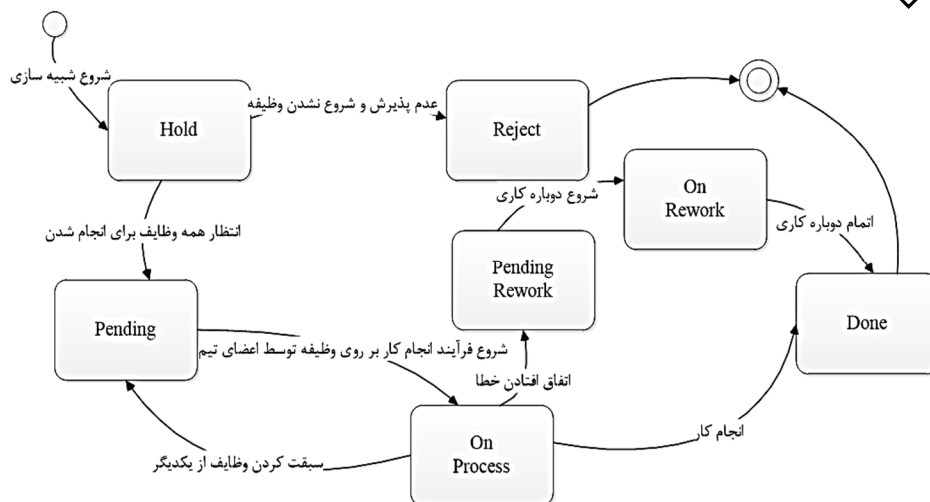 شروع شبیه سازی
Hold
عدم پذیرش و شروع نشدن وظیفه
Reject
On
Rework
شروع دوباره کاری
اتمام دوباره کاری
انتظار همه وظایف برای انجام شدن
Pending
Rework
Pending
Done
شروع فرآیند انجام کار بر روی وظیفه توسط اعضای تیم
اتفاق افتادن خطا
انجام کار
On
Process
سبقت کردن وظایف از یکدیگر